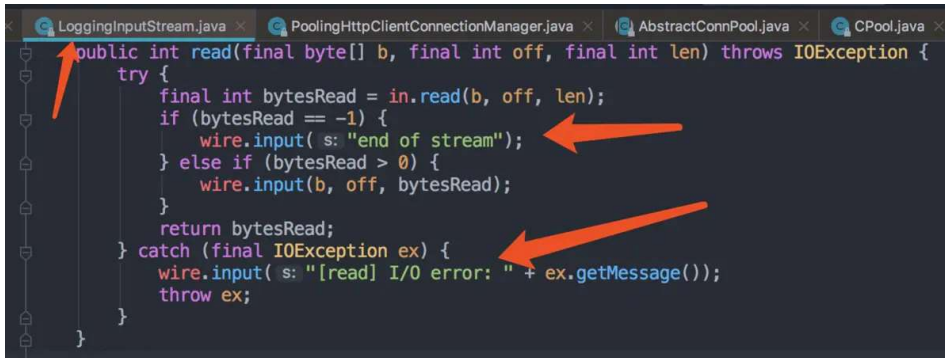 LoggingInputStream.java PoolingHttpClientConnectionManager.java AbstractConnPool.java CPool.java
public int read(final byte[] b, final int off, final int len) throws IOException {
try {
final int bytesRead = in.read(b, off, len);
if (bytesRead == -1) {
wire.input( s: "end of stream");
} else if (bytesRead > 0) {
wire.input(b, off, bytesRead);
}
return bytesRead;
} catch (final IOException ex) {
wire.input( s: "[read] I/O error: " + ex.getMessage());
throw ex;
}
}